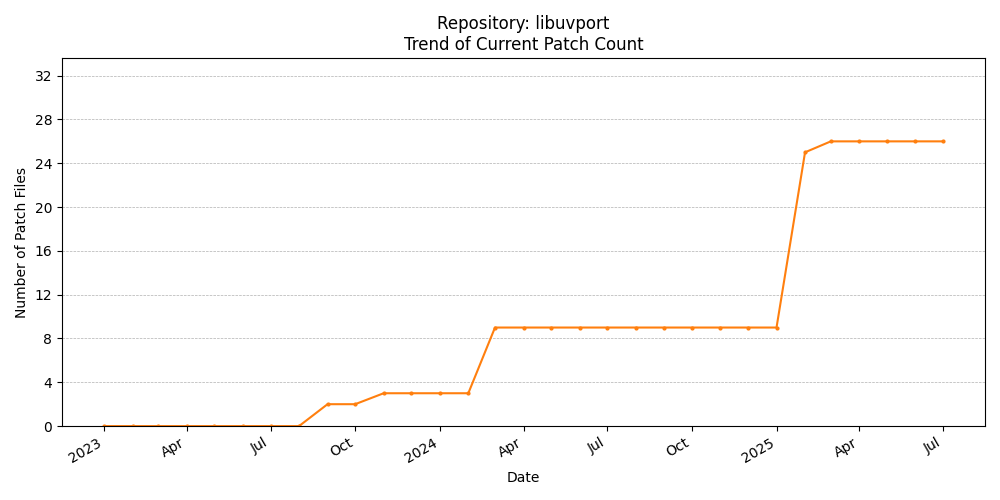 Repository: libuvport
Trend of Current Patch Count
32
28
24
20
16
12
8
4
0
Number of Patch Files
2023
Apr
Jul
Oct
2024
Apr
Jul
Oct
2025
Apr
Jul
Date